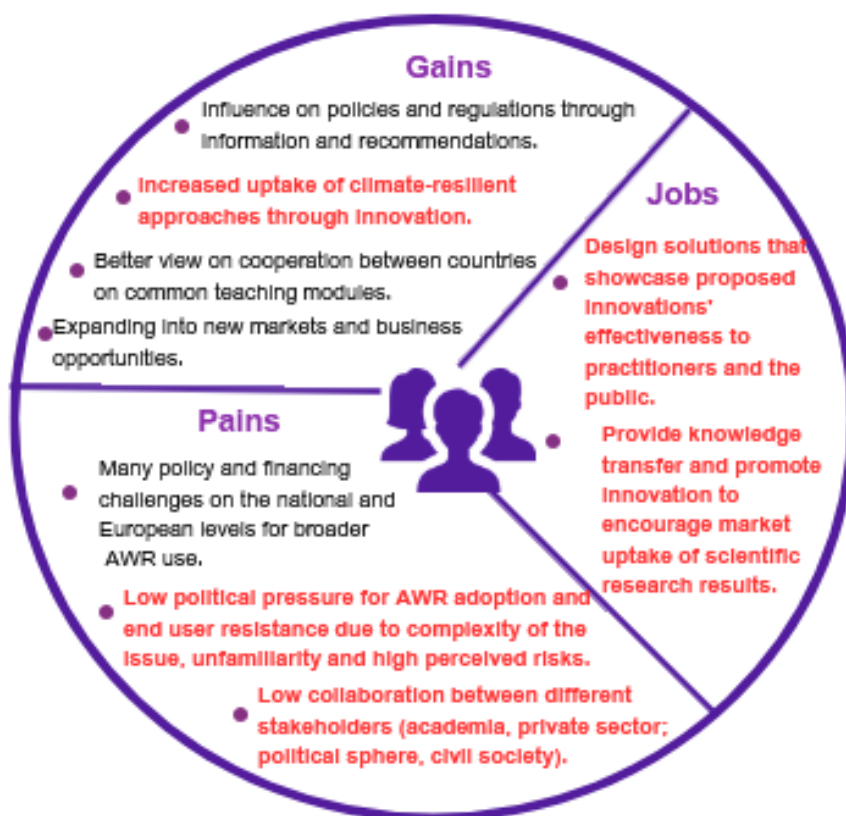 Gains
Influence on policies and regulations through
information and recommendations.
Increased uptake of climate-resilient
approaches through innovation.
Better view on cooperation between countries
on common teaching modules.
Expanding into new markets and business
opportunities.
Jobs
Design solutions that
showcase proposed
innovations'
effectiveness to
practitioners and the
public.
Provide knowledge
transfer and promote
innovation to
encourage market
uptake of scientific
research results.
Pains
Many policy and financing
challenges on the national and
European levels for broader
AWR use.
Low political pressure for AWR adoption and
end user resistance due to complexity of the
issue, unfamiliarity and high perceived risks.
Low collaboration between different
stakeholders (academia, private sector;
political sphere, civil society).